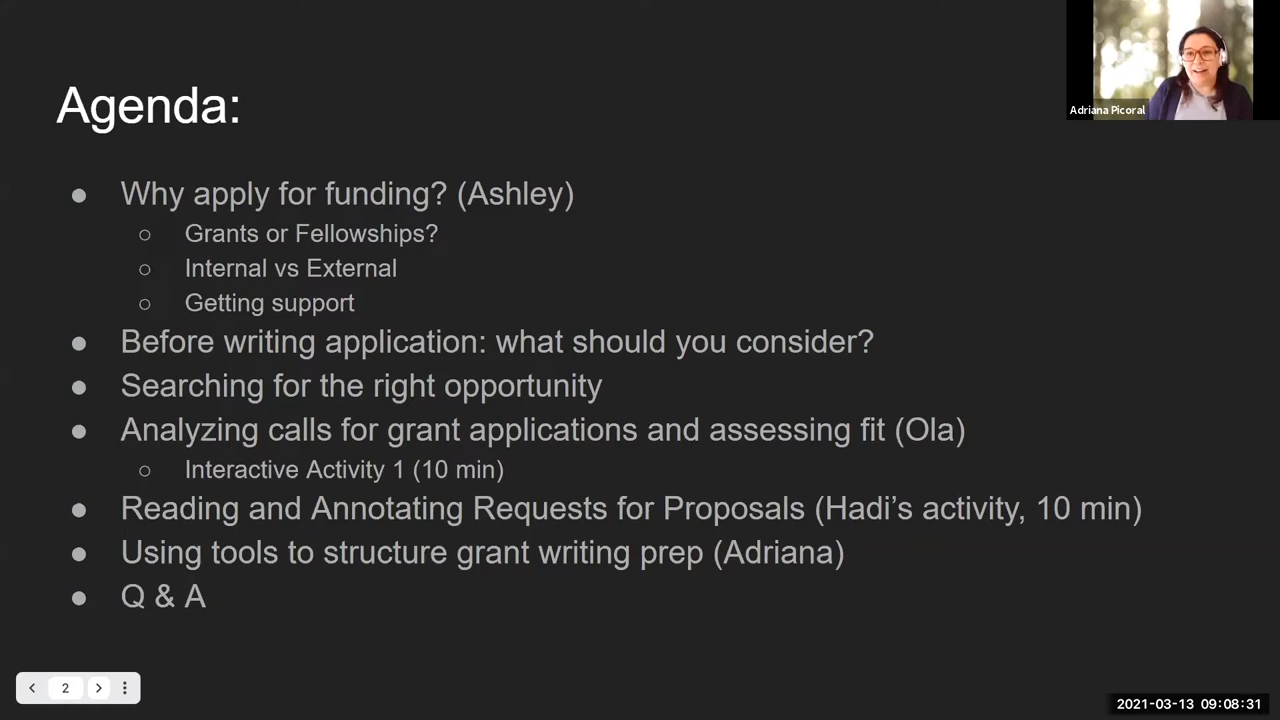 Agenda:
Adriana Picoral
● Why apply for funding? (Ashley)
○ Grants or Fellowships?
○ Internal vs External
○ Getting support
● Before writing application: what should you consider?
● Searching for the right opportunity
● Analyzing calls for grant applications and assessing fit (Ola)
○ Interactive Activity 1 (10 min)
● Reading and Annotating Requests for Proposals (Hadi’s activity, 10 min)
● Using tools to structure grant writing prep (Adriana)
● Q & A
2
2021-03-13 09:08:31